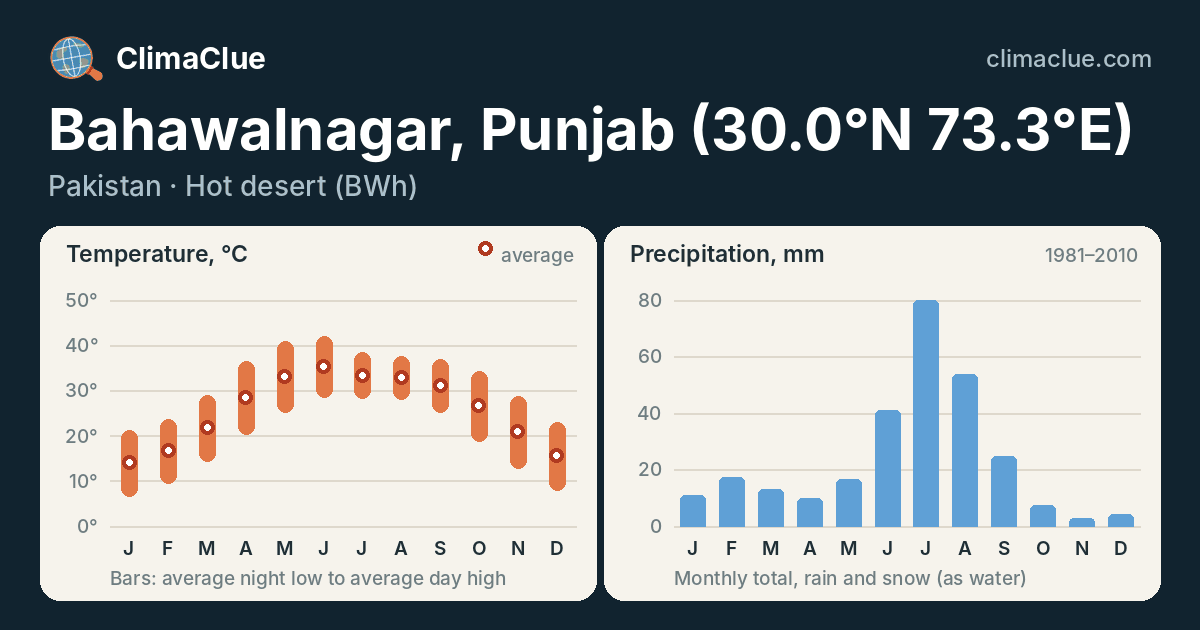 ClimaClue
climaclue.com
Bahawalnagar, Punjab (30.0°N 73.3°E)
Pakistan · Hot desert (BWh)
Temperature, °C
average
50°
40°
30°
20°
10°
0°
J F M A M J J A S O N D
Bars: average night low to average day high
Precipitation, mm
1981–2010
80
60
40
20
0
J F M A M J J A S O N D
Monthly total, rain and snow (as water)